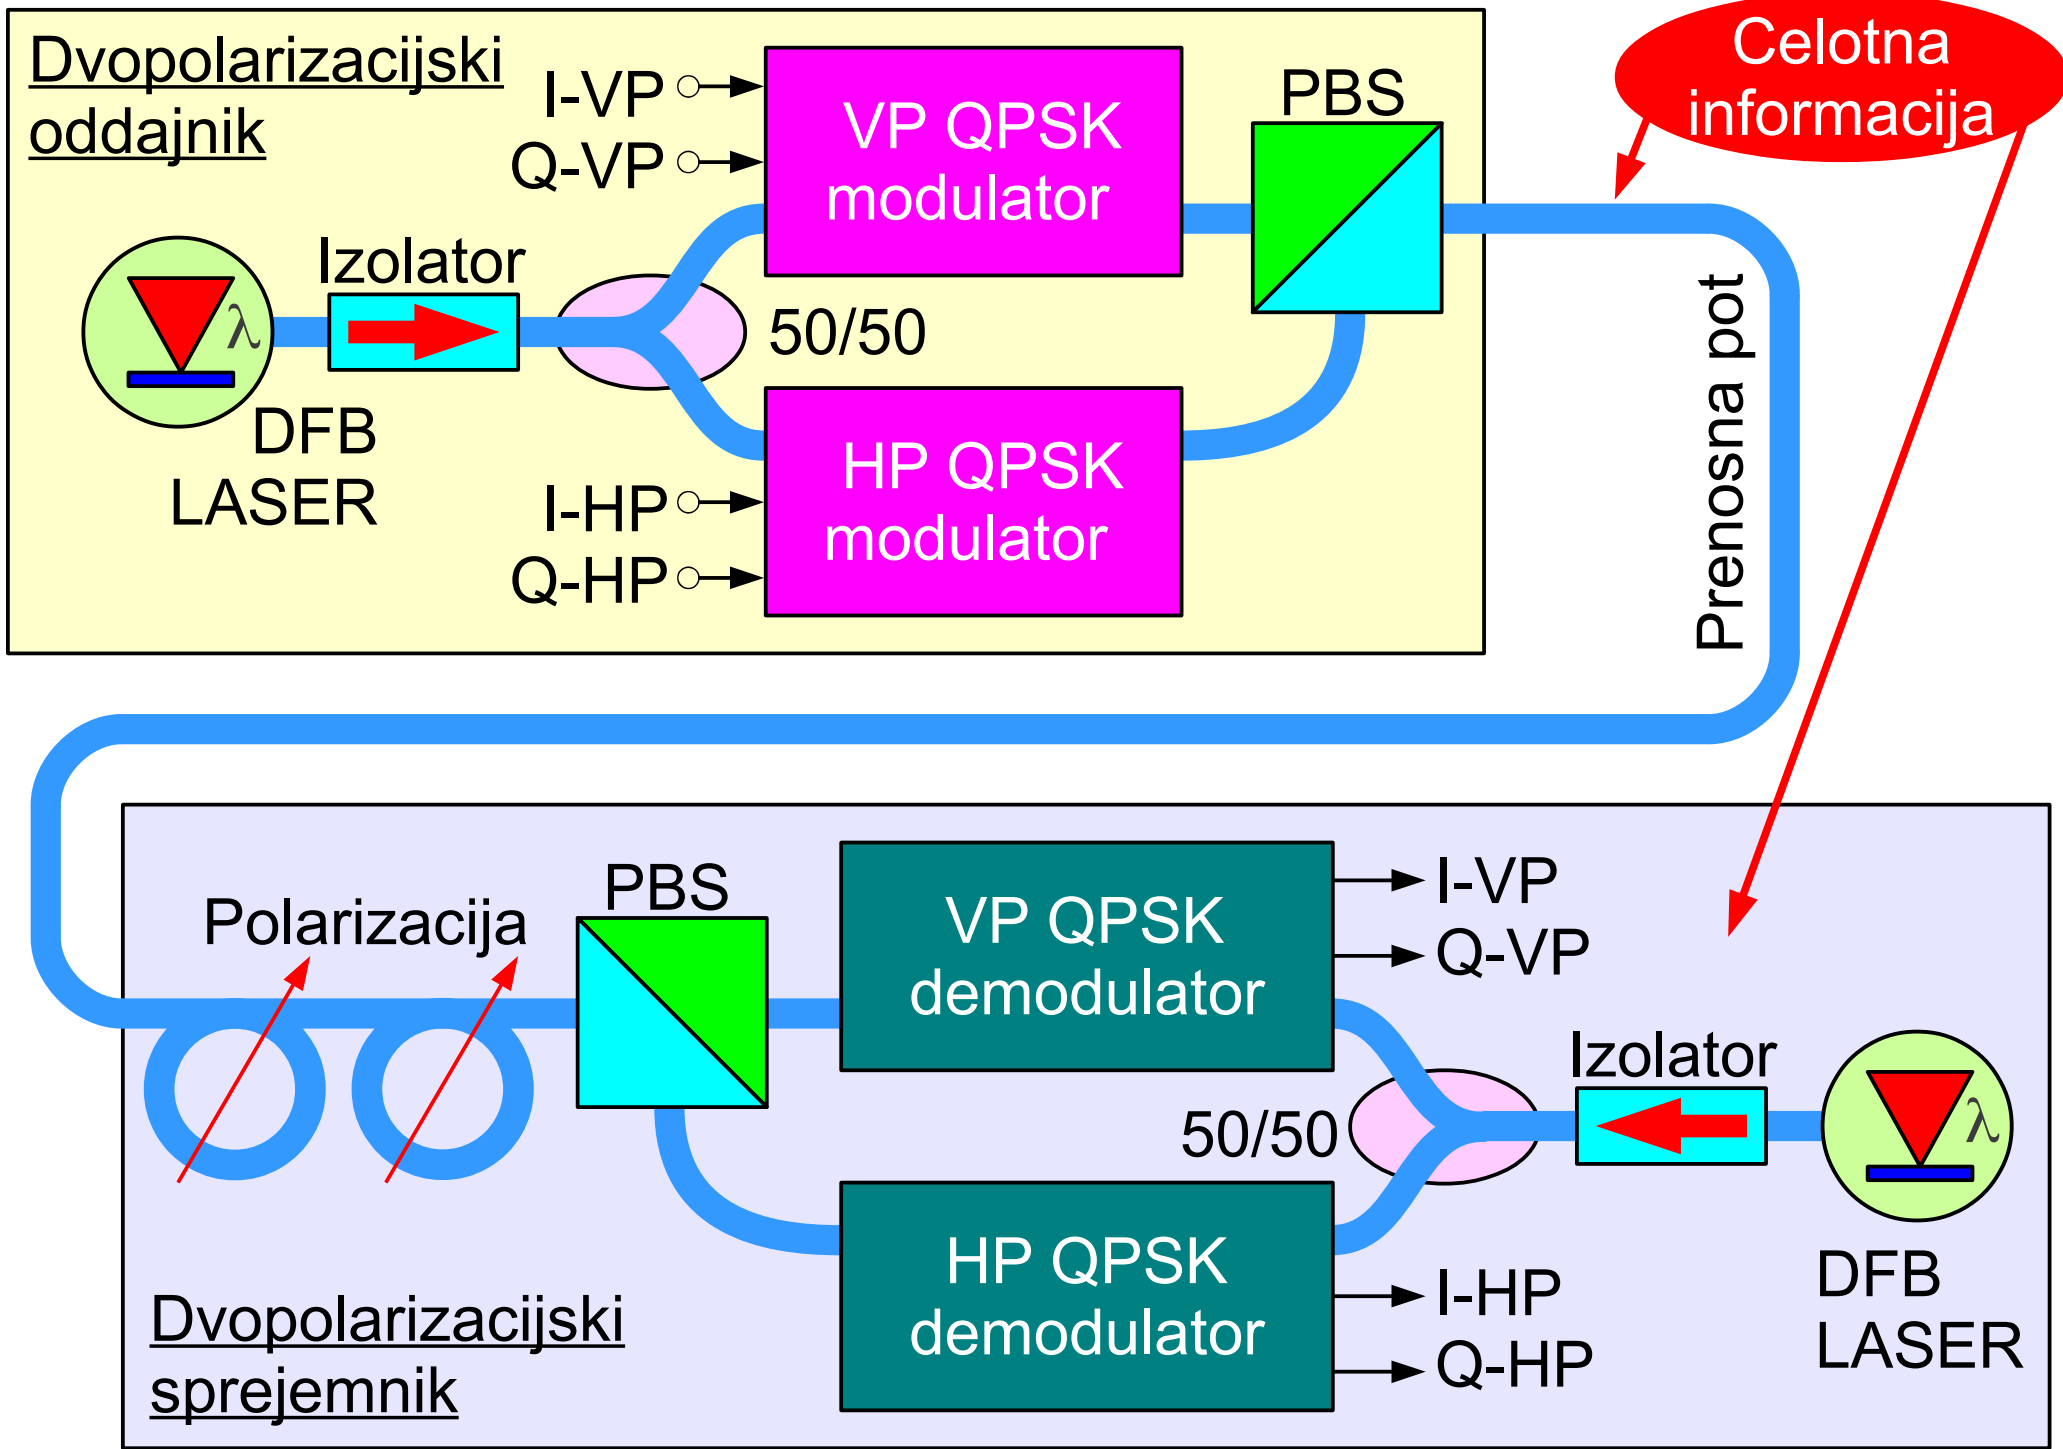 Dvopolarizacijski
oddajnik
I-VP
Q-VP
VP QPSK
modulator
PBS
Celotna
informacija
Izolator
λ
50/50
DFB
LASER
I-HP
Q-HP
HP QPSK
modulator
Prenosna pot
Polarizacija
PBS
VP QPSK
demodulator
I-VP
Q-VP
Izolator
50/50
λ
HP QPSK
demodulator
I-HP
Q-HP
DFB
LASER
Dvopolarizacijski
sprejemnik